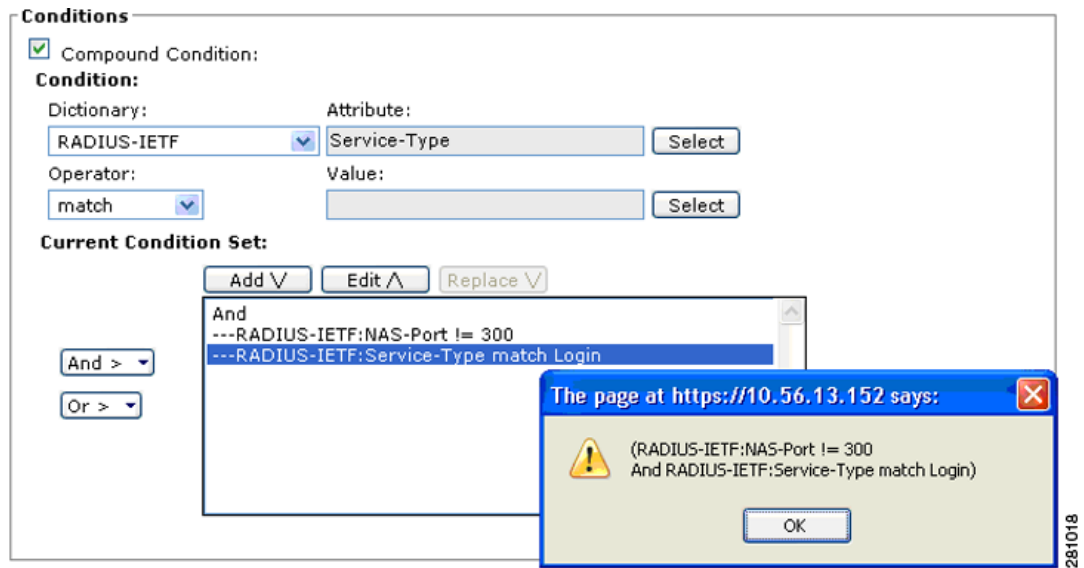 Conditions
Compound Condition:
Condition:
Dictionary: Attribute:
RADIUS-IETF Service-Type Select
Operator: Value:
match Select
Current Condition Set:
Add V Edit Λ Replace V
And
---RADIUS-IETF:NAS-Port != 300
---RADIUS-IETF:Service-Type match Login
And >
Or >
The page at https://10.56.13.152 says:
(RADIUS-IETF:NAS-Port != 300
And RADIUS-IETF:Service-Type match Login)
OK
281018